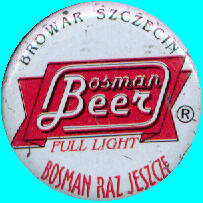 BROWAR SZCZECIN
Bosman
Beer
®
FULL LIGHT
BOSMAN RAZ JESZCZE